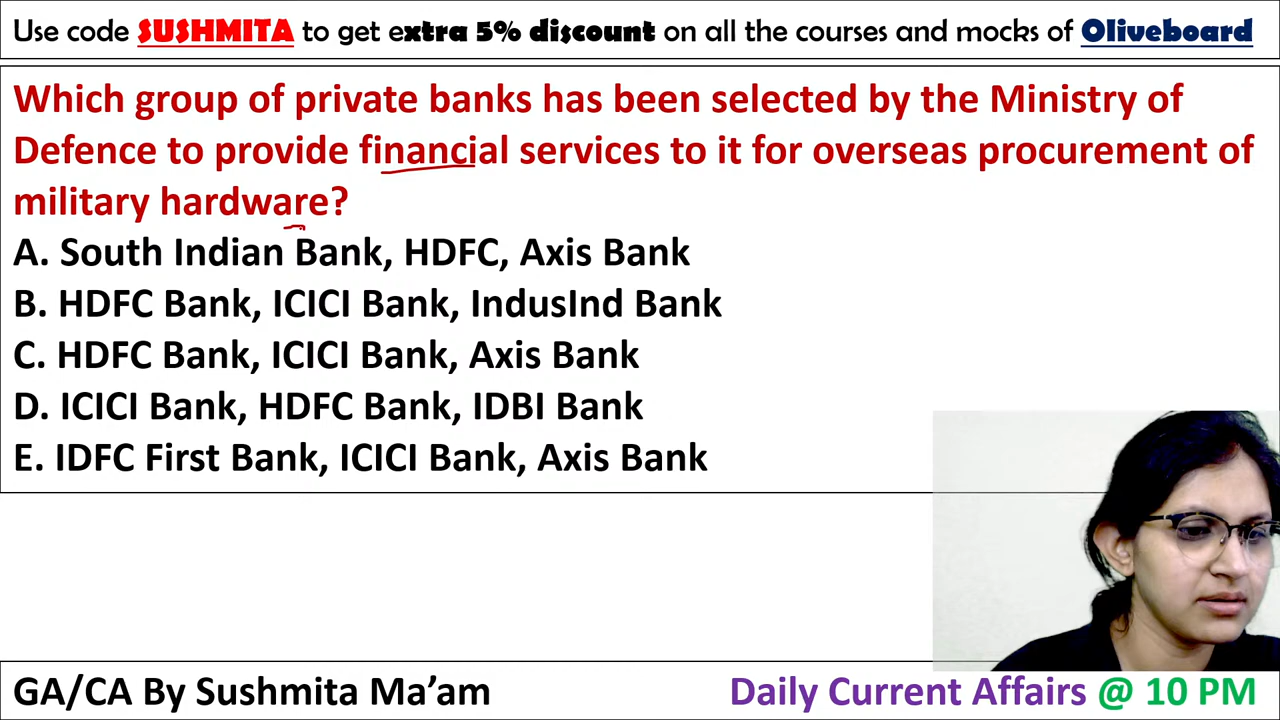 Use code SUSHMITA to get extra 5% discount on all the courses and mocks of Oliveboard
Which group of private banks has been selected by the Ministry of
Defence to provide financial services to it for overseas procurement of
military hardware?
A. South Indian Bank, HDFC, Axis Bank
B. HDFC Bank, ICICI Bank, IndusInd Bank
C. HDFC Bank, ICICI Bank, Axis Bank
D. ICICI Bank, HDFC Bank, IDBI Bank
E. IDFC First Bank, ICICI Bank, Axis Bank
GA/CA By Sushmita Ma’am
Daily Current Affairs @ 10 PM